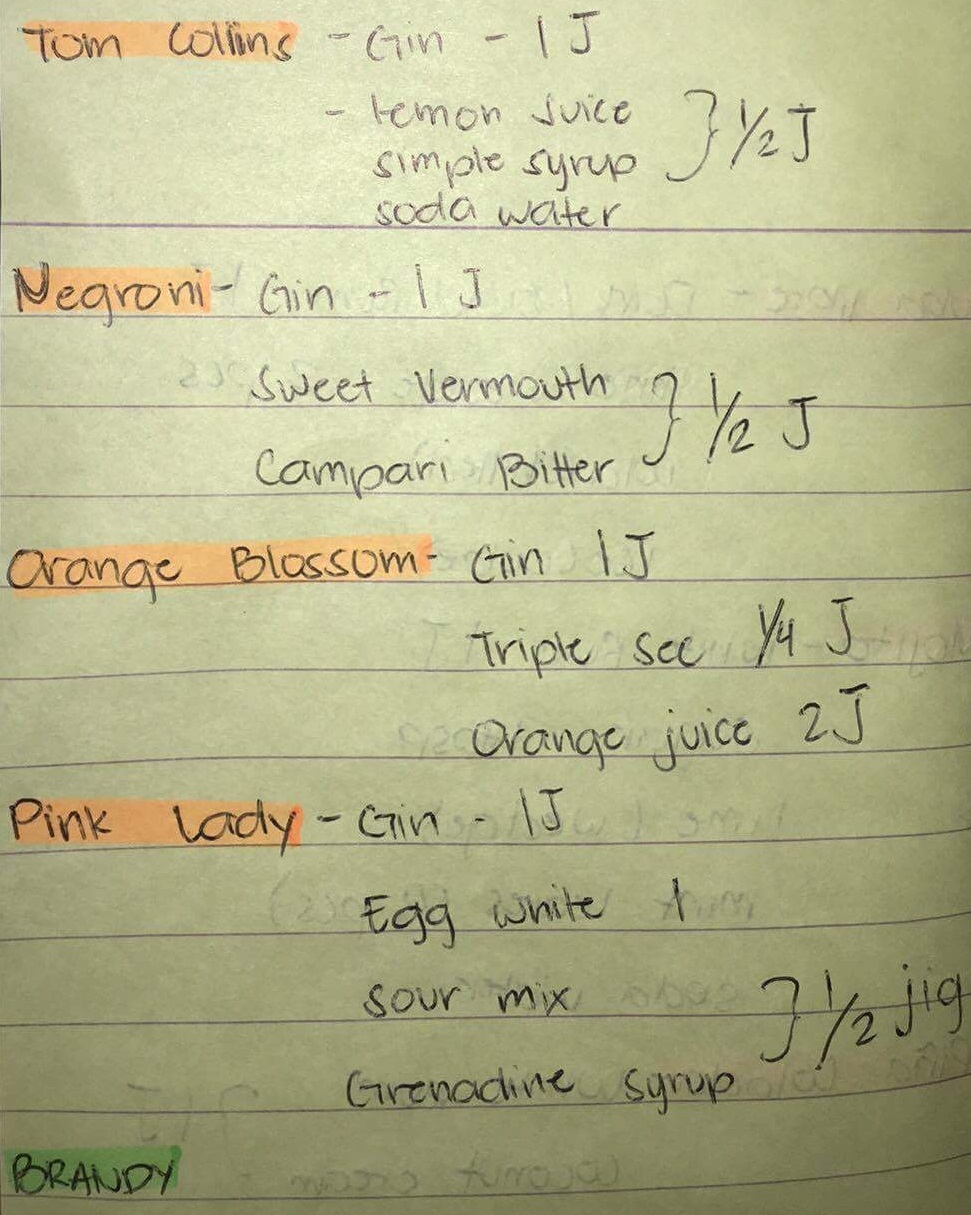 Tom Collins - Gin - 1 J
- Lemon Juice
simple syrup } 1/2 J
soda water
Negroni - Gin - 1 J
Sweet Vermouth } 1/2 J
Campari Bitter
Orange Blossom - Gin 1 J
Triple sec 1/4 J
Orange juice 2 J
Pink Lady - Gin - 1J
Egg white 1
sour mix } 1/2 jig
Grenadine syrup
BRANDY